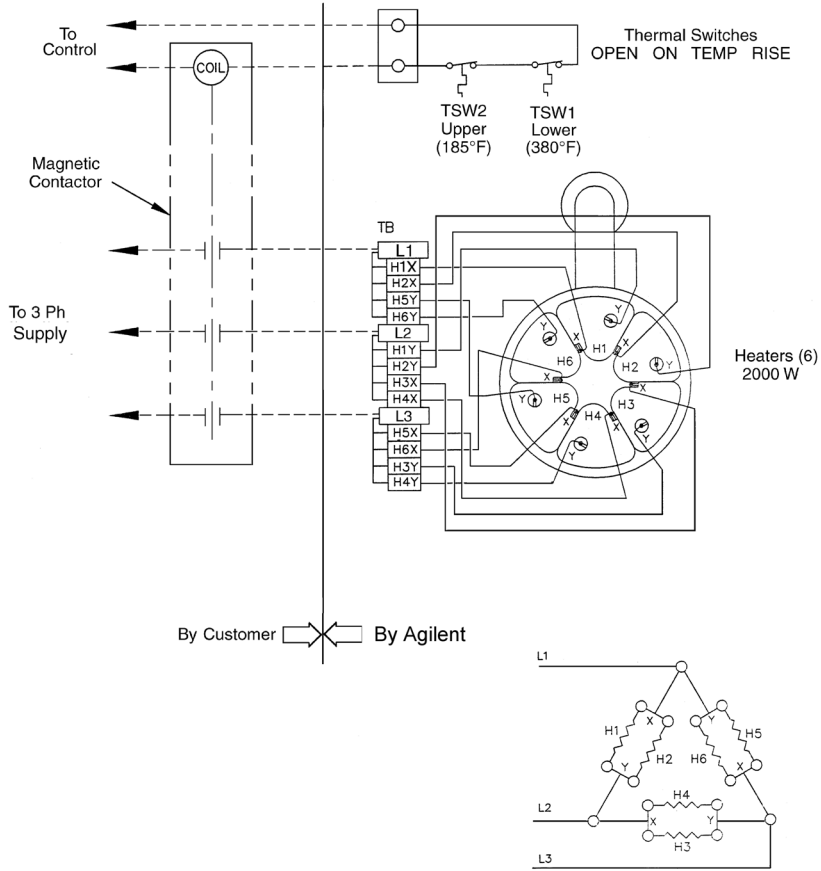 To
Control
COIL
Thermal Switches
OPEN ON TEMP RISE
TSW2
Upper
(185°F)
TSW1
Lower
(380°F)
Magnetic
Contactor
TB
L1
H1X
H2X
H5Y
H6Y
L2
H1Y
H2Y
H3X
H4X
L3
H5X
H6X
H3Y
H4Y
To 3 Ph
Supply
Y
Y
X
X
H1
H6
H2
Y
X
X
H5
H3
Y
H4
X
X
Y
Y
Heaters (6)
2000 W
By Customer
By Agilent
L1
X
Y
H1
H5
H2
H6
Y
X
H4
L2
X
Y
H3
L3